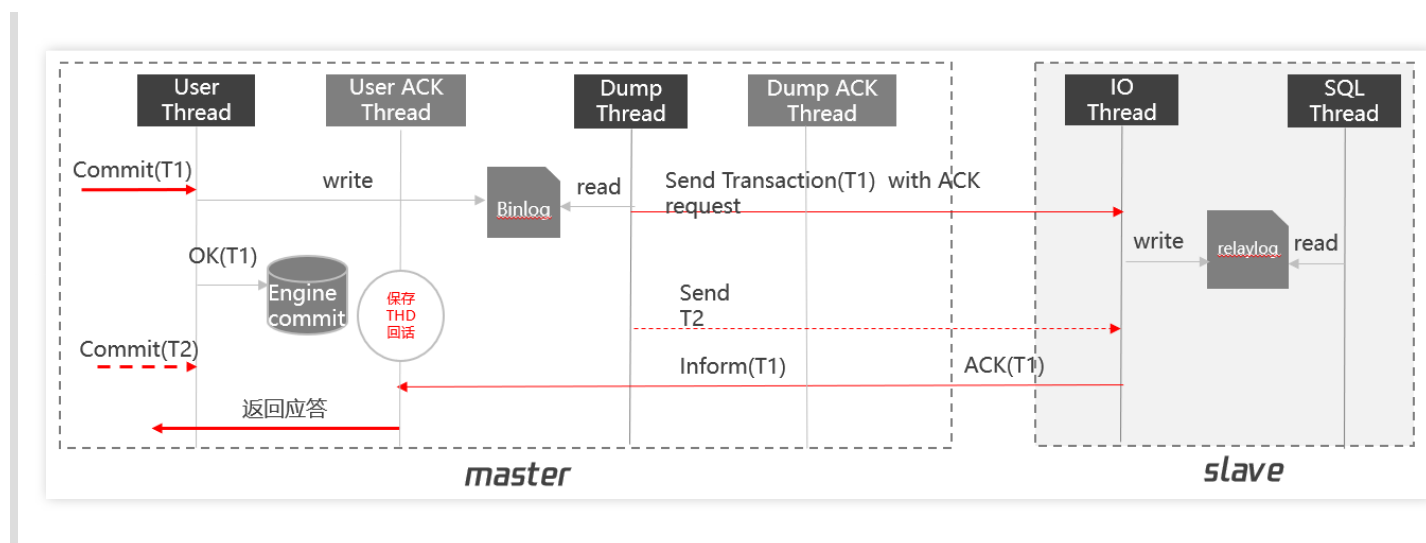 User
Thread
User ACK
Thread
Dump
Thread
Dump ACK
Thread
IO
Thread
SQL
Thread
Commit(T1)
write
Binlog
read
Send Transaction(T1) with ACK
request
write
relaylog
read
OK(T1)
Engine
commit
保存
THD
回话
Send
T2
Commit(T2)
Inform(T1)
ACK(T1)
返回应答
master
slave